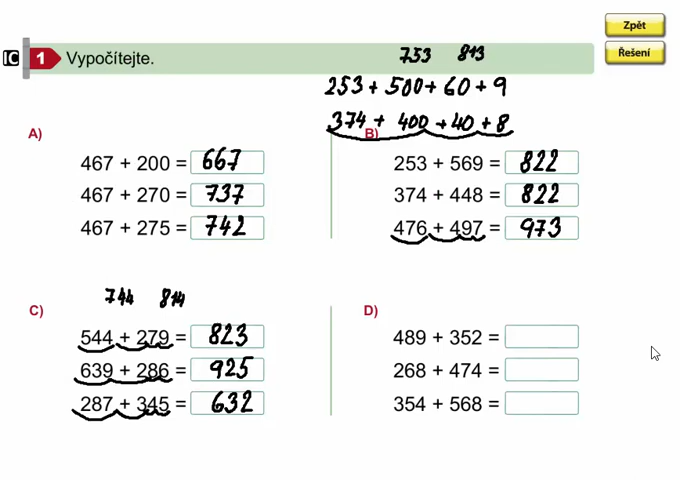 Zpět
IC 1 Vypočítejte.
753 813
Řešení
253 + 500 + 60 + 9
374 + 400 + 40 + 8
A)
467 + 200 = 667
467 + 270 = 737
467 + 275 = 742
B)
253 + 569 = 822
374 + 448 = 822
476 + 497 = 973
C)
744 814
544 + 279 = 823
639 + 286 = 925
287 + 345 = 632
D)
489 + 352 =
268 + 474 =
354 + 568 =